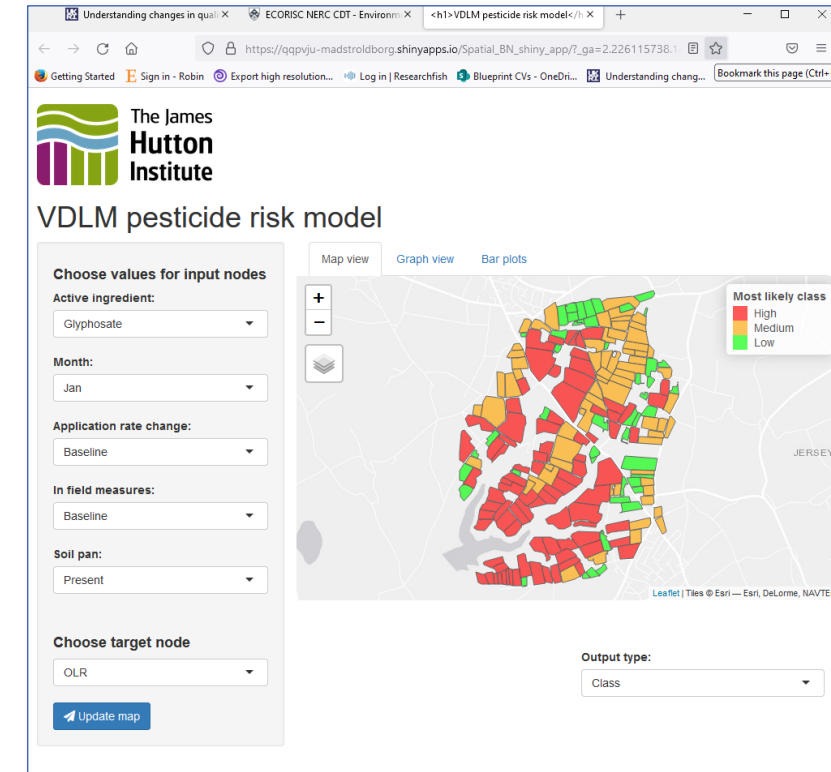 Understanding changes in quali
ECORISC NERC CDT - Environm
<h1>VDLM pesticide risk model</h
https://qqpvju-madstroldborg.shinyapps.io/Spatial_BN_shiny_app/?_ga=2.226115738.1
Getting Started
Sign in - Robin
Export high resolution...
Log in | Researchfish
Blueprint CVs - OneDri...
Understanding chang...
Bookmark this page (Ctrl+
The James
Hutton
Institute
VDLM pesticide risk model
Choose values for input nodes
Active ingredient:
Glyphosate
Month:
Jan
Application rate change:
Baseline
In field measures:
Baseline
Soil pan:
Present
Choose target node
OLR
Update map
Map view
Graph view
Bar plots
+
−
Most likely class
High
Medium
Low
JERSEY
Leaflet | Tiles © Esri — Esri, DeLorme, NAVTE
Output type:
Class